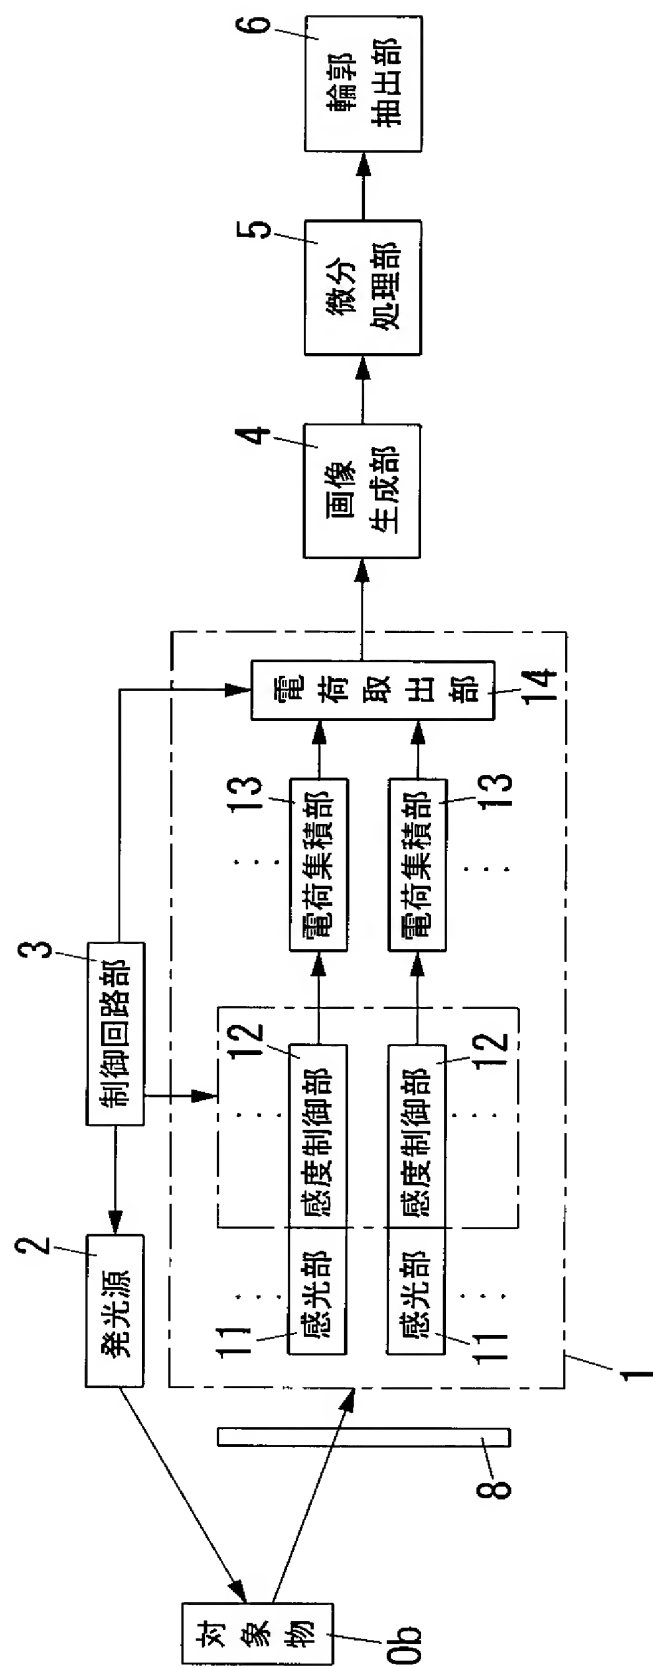 対象物
Ob
8
発光源
2
制御回路部
3
1
感光部
11
感度制御部
12
電荷集積部
13
感光部
11
感度制御部
12
電荷集積部
13
電荷取出部
14
画像
生成部
4
微分
処理部
5
輪郭
抽出部
6